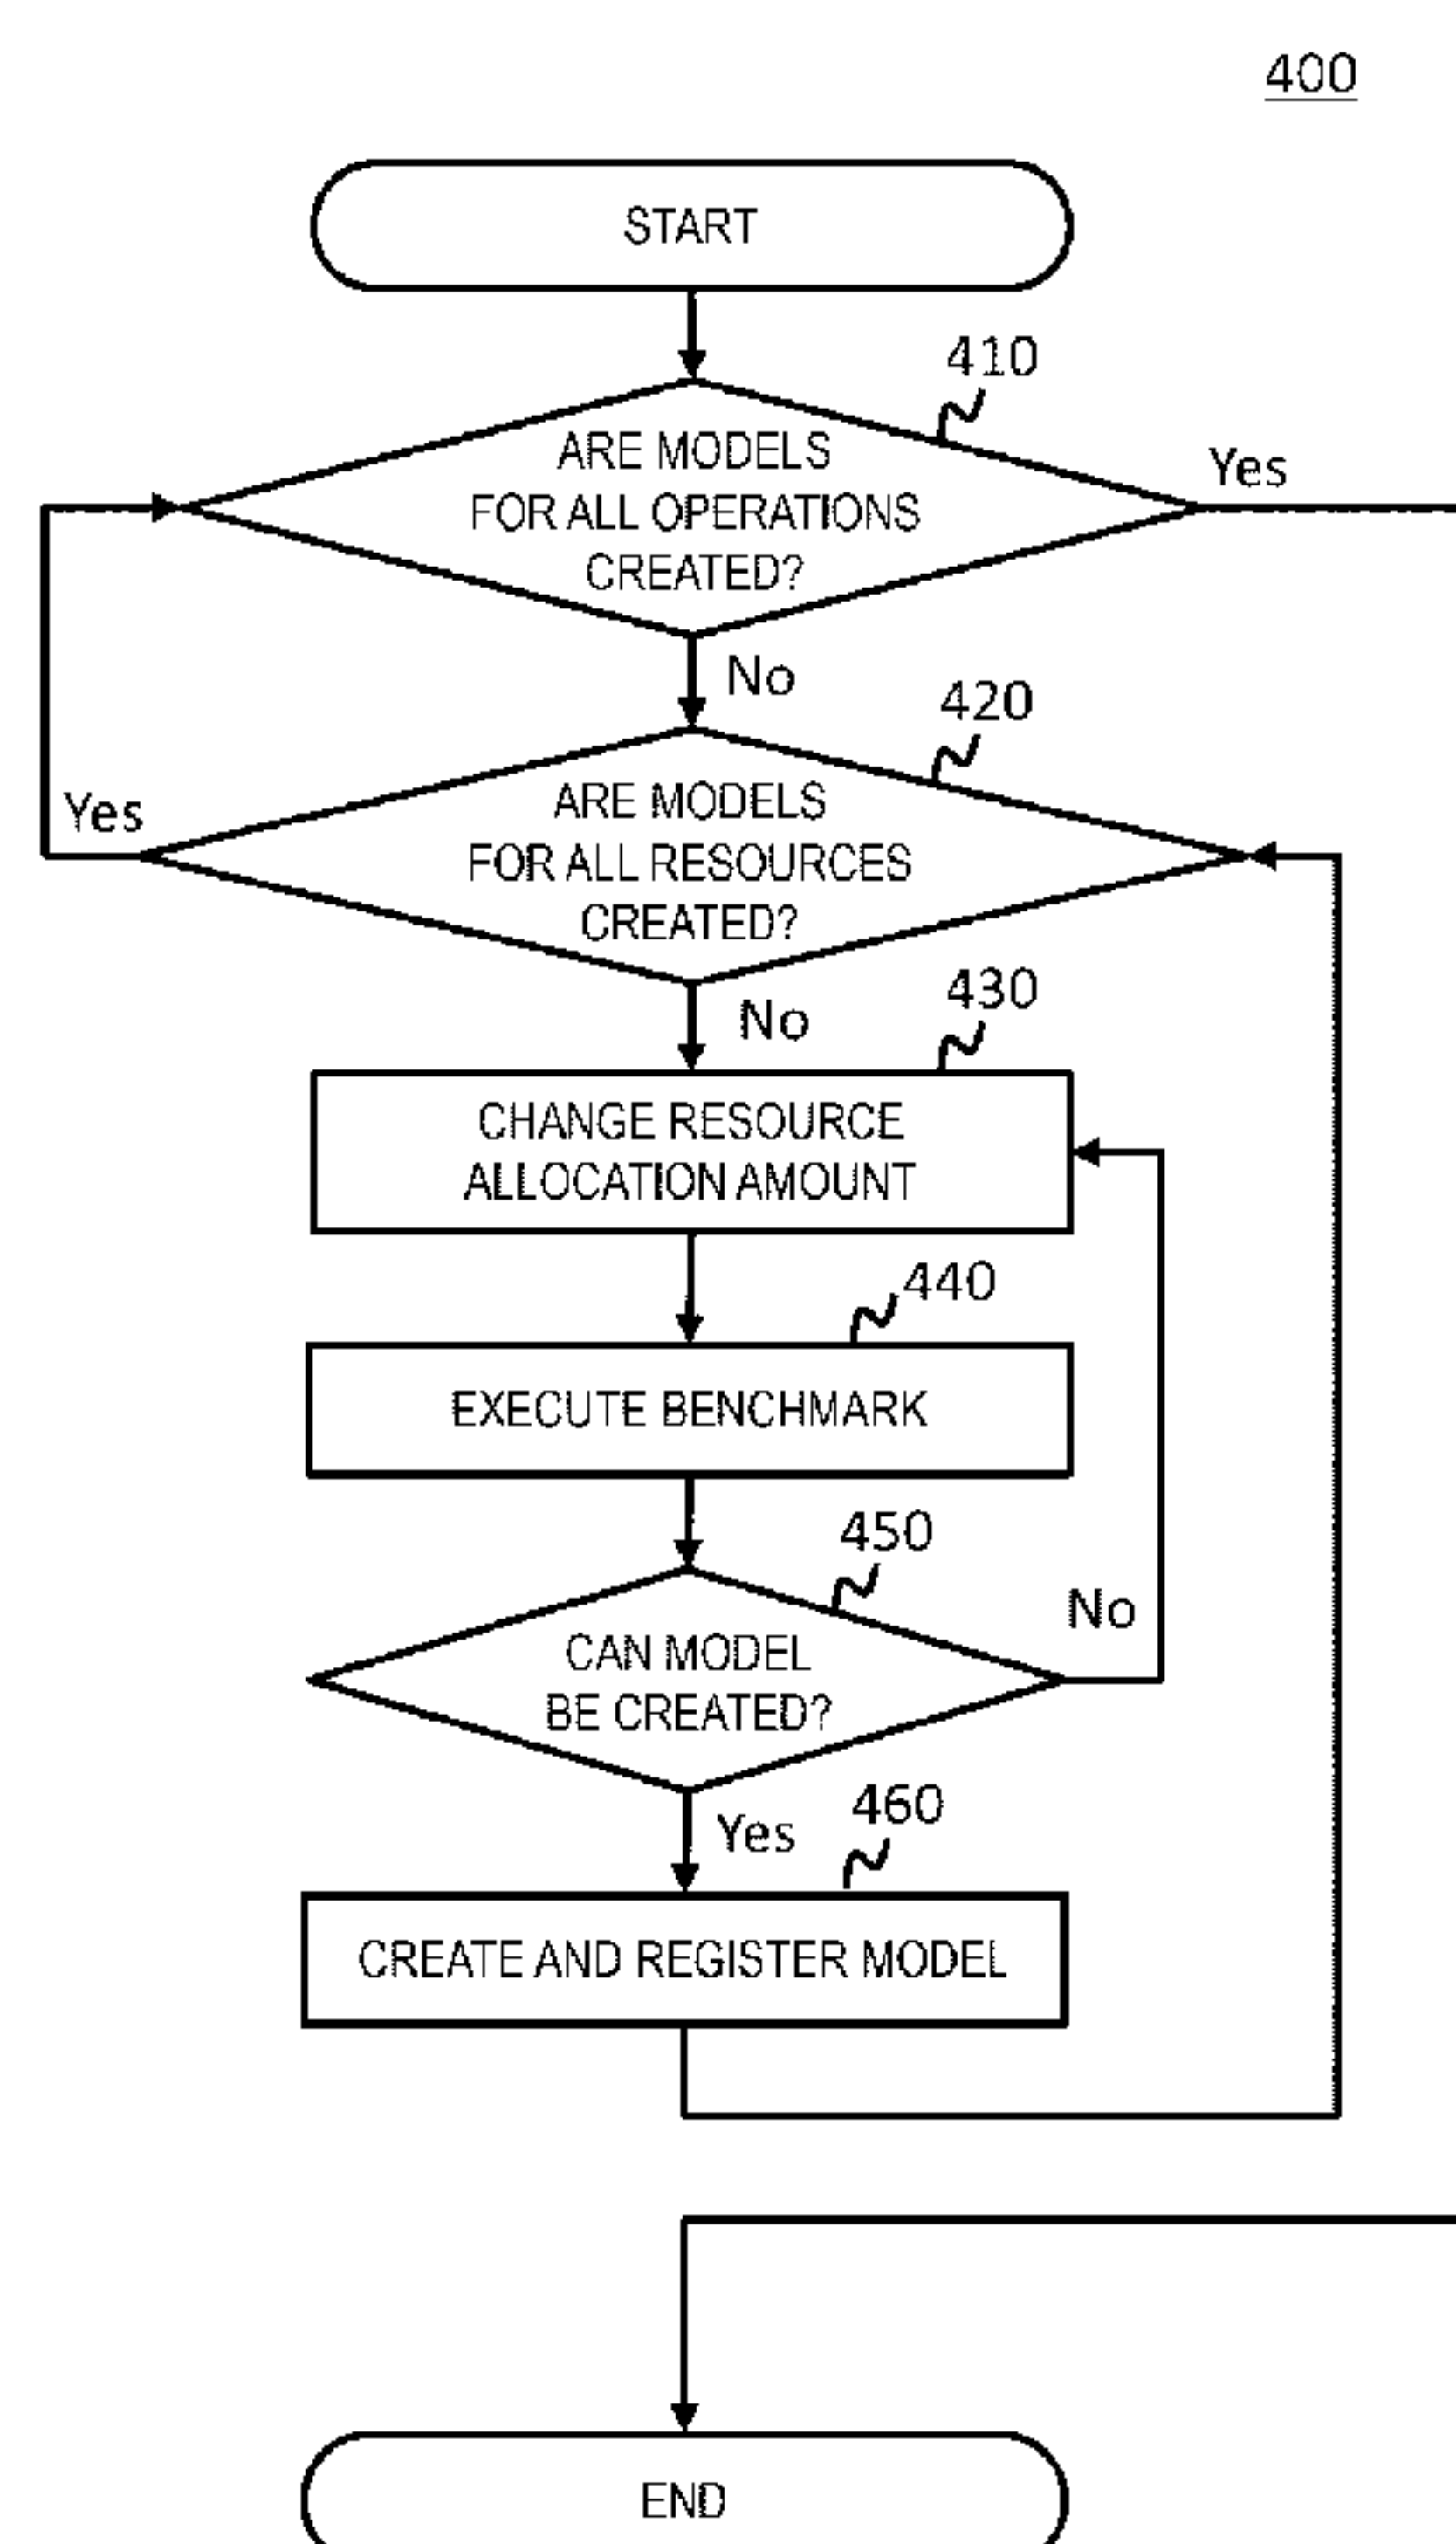 400
START
410
ARE MODELS
FOR ALL OPERATIONS
CREATED?
Yes
No
420
ARE MODELS
FOR ALL RESOURCES
CREATED?
Yes
No
430
CHANGE RESOURCE
ALLOCATION AMOUNT
440
EXECUTE BENCHMARK
450
CAN MODEL
BE CREATED?
No
Yes
460
CREATE AND REGISTER MODEL
END